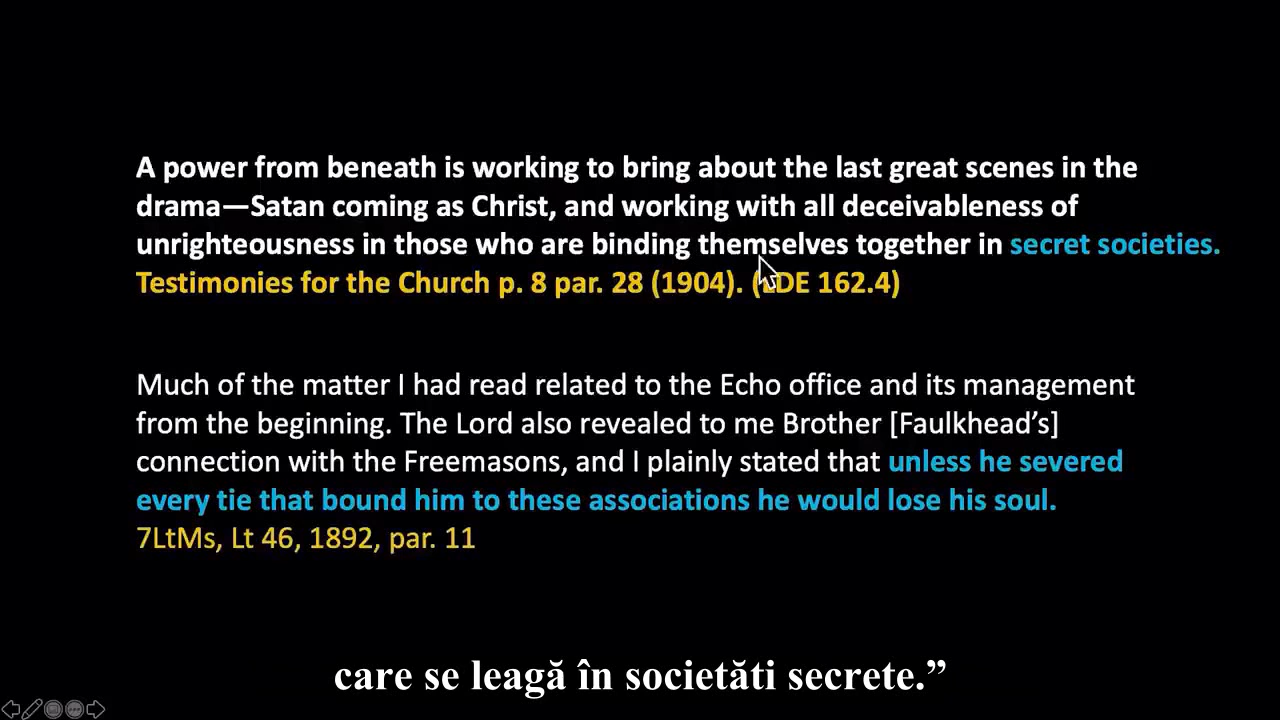 A power from beneath is working to bring about the last great scenes in the
drama—Satan coming as Christ, and working with all deceivableness of
unrighteousness in those who are binding themselves together in secret societies.
Testimonies for the Church p. 8 par. 28 (1904). (LDE 162.4)
Much of the matter I had read related to the Echo office and its management
from the beginning. The Lord also revealed to me Brother [Faulkhead’s]
connection with the Freemasons, and I plainly stated that unless he severed
every tie that bound him to these associations he would lose his soul.
7LtMs, Lt 46, 1892, par. 11
care se leagă în societăti secrete.”